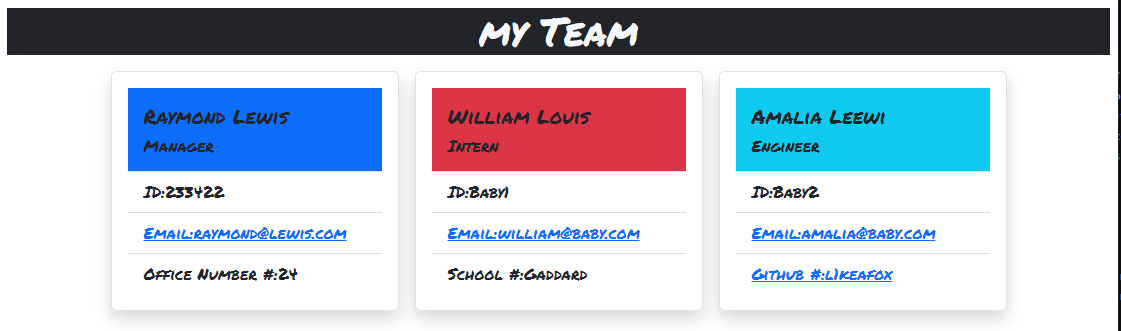 my Team
Raymond Lewis
Manager
ID:233422
Email:raymond@lewis.com
Office Number #:24
William Louis
Intern
ID:Baby1
Email:william@baby.com
School #:Gaddard
Amalia Leewi
Engineer
ID:Baby2
Email:amalia@baby.com
Github #:l1keafox